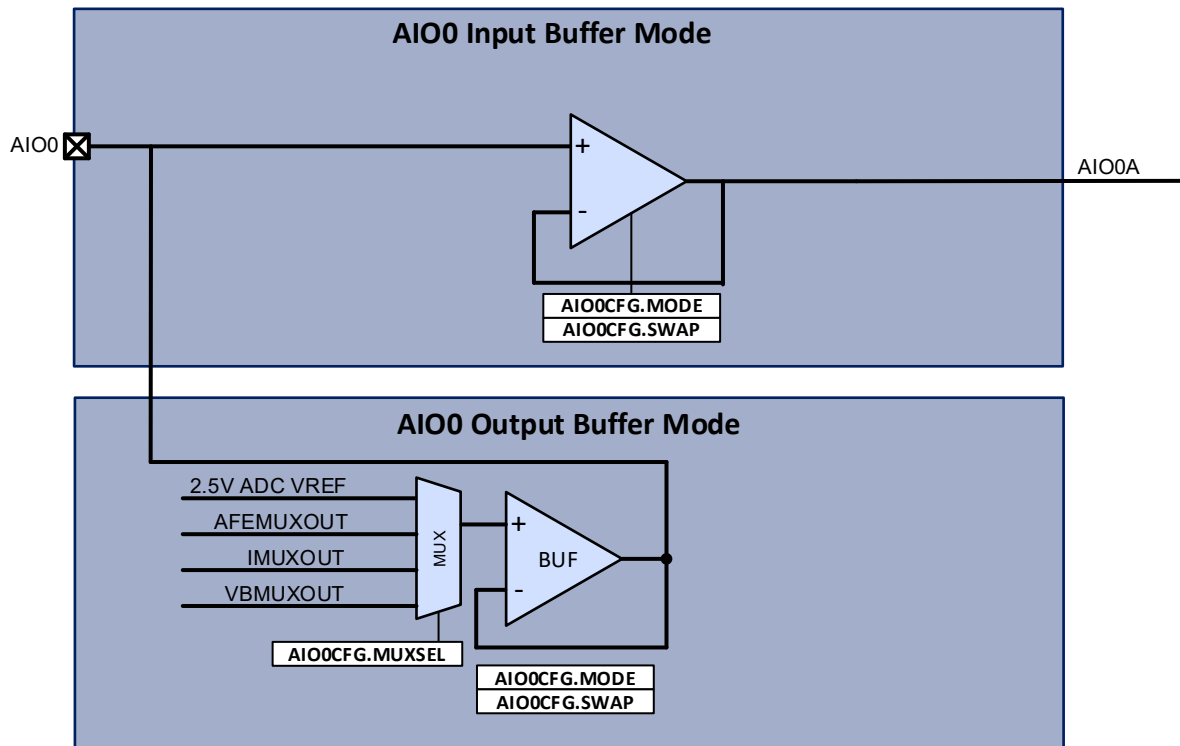 AIO0 Input Buffer Mode
AIO0
+
-
AIO0A
AIO0CFG.MODE
AIO0CFG.SWAP
AIO0 Output Buffer Mode
2.5V ADC VREF
AFEMUXOUT
IMUXOUT
VBMUXOUT
MUX
+
BUF
-
AIO0CFG.MUXSEL
AIO0CFG.MODE
AIO0CFG.SWAP